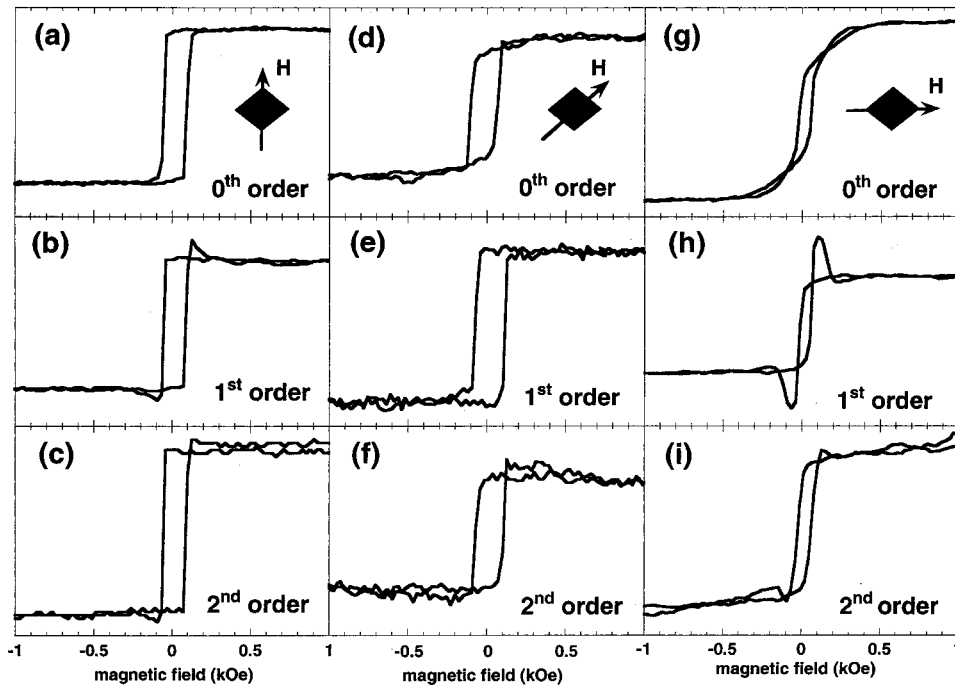 (a)
H
0th order
(d)
H
0th order
(g)
H
0th order
(b)
1st order
(e)
1st order
(h)
1st order
(c)
2nd order
(f)
2nd order
(i)
2nd order
-1 -0.5 0 0.5 1 -0.5 0 0.5 1 -0.5 0 0.5 1
magnetic field (kOe) magnetic field (kOe) magnetic field (kOe)